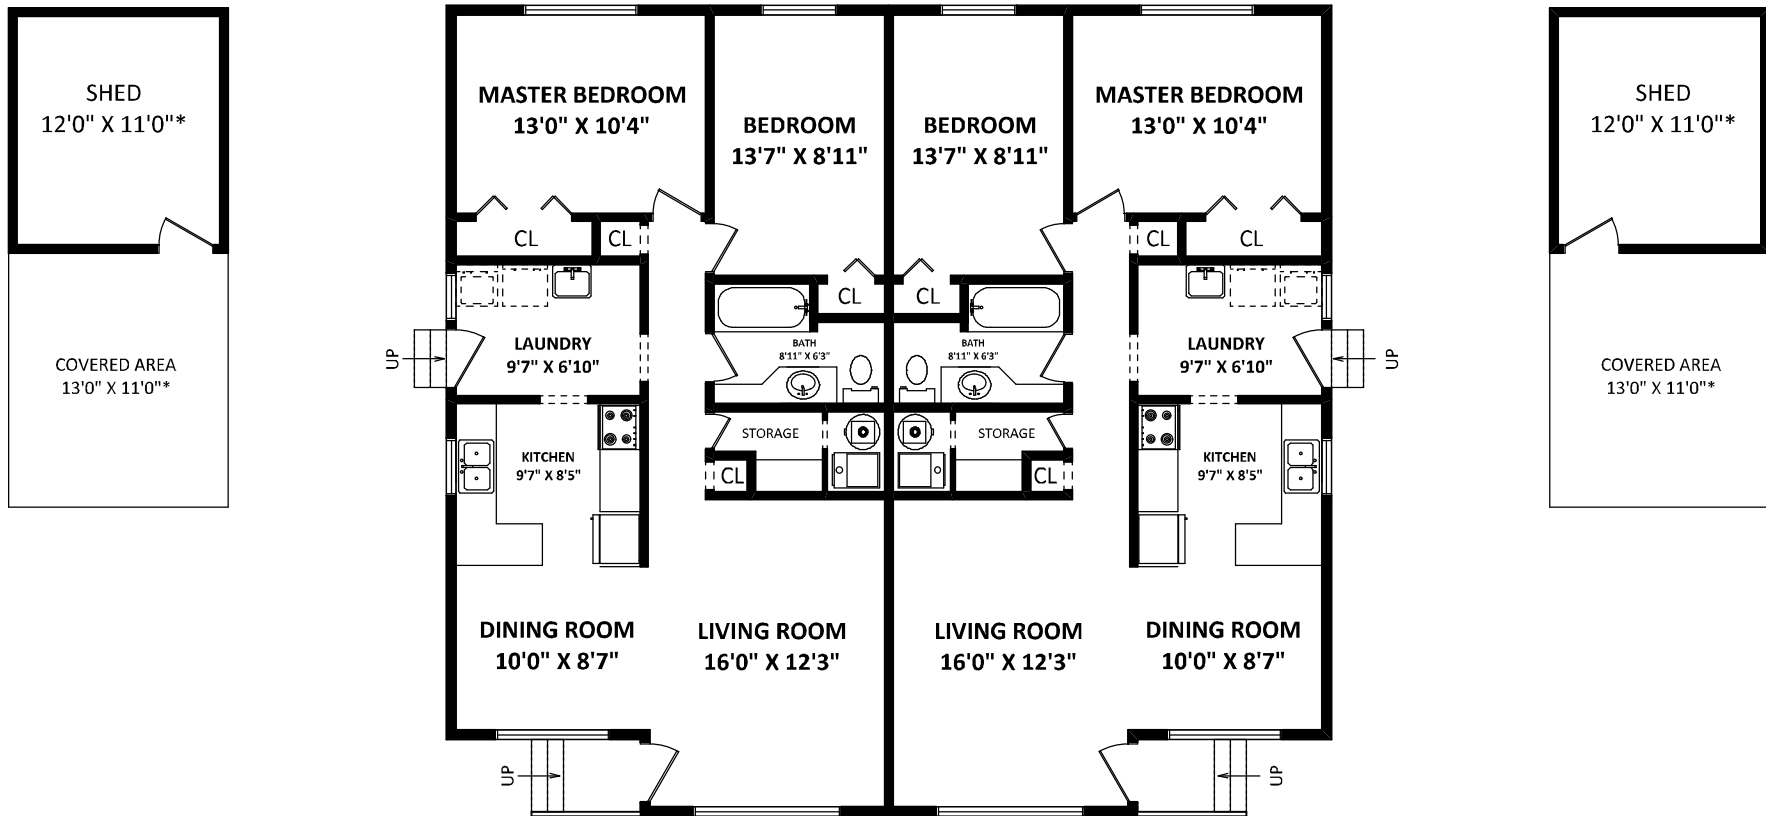 SHED
12'0" X 11'0"*
COVERED AREA
13'0" X 11'0"*
MASTER BEDROOM
13'0" X 10'4"
BEDROOM
13'7" X 8'11"
BEDROOM
13'7" X 8'11"
MASTER BEDROOM
13'0" X 10'4"
CL
CL
CL
CL
CL
CL
LAUNDRY
9'7" X 6'10"
UP
BATH
8'11" X 6'3"
BATH
8'11" X 6'3"
LAUNDRY
9'7" X 6'10"
UP
KITCHEN
9'7" X 8'5"
STORAGE
CL
STORAGE
CL
KITCHEN
9'7" X 8'5"
DINING ROOM
10'0" X 8'7"
LIVING ROOM
16'0" X 12'3"
LIVING ROOM
16'0" X 12'3"
DINING ROOM
10'0" X 8'7"
UP
UP
SHED
12'0" X 11'0"*
COVERED AREA
13'0" X 11'0"*